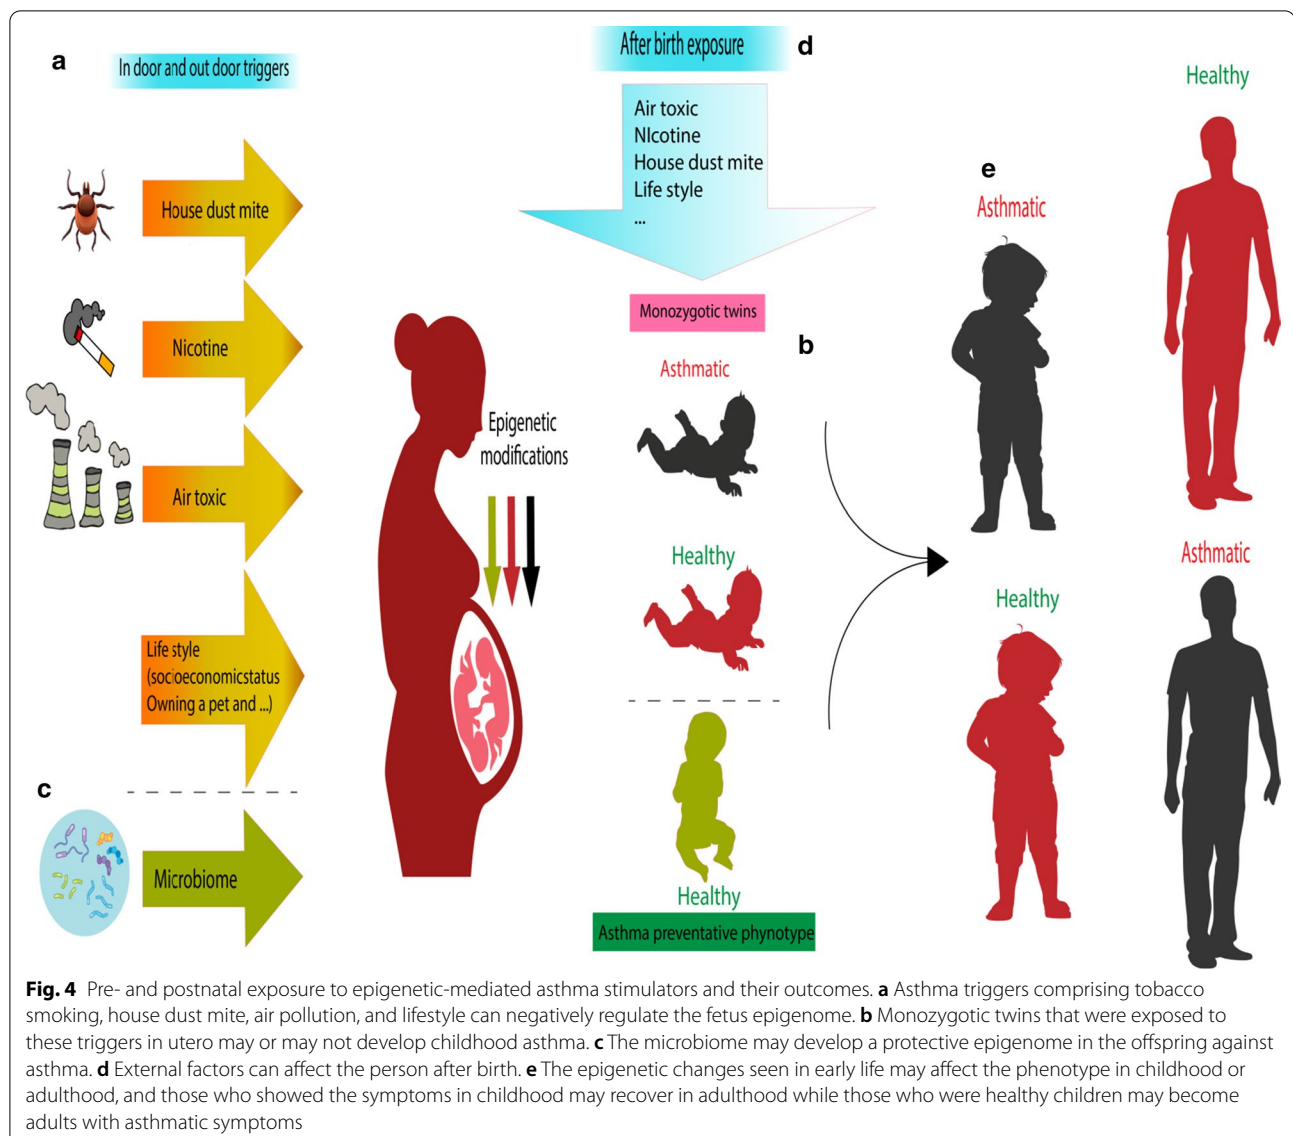 a
In door and out door triggers
House dust mite
Nicotine
Air toxic
Life style
(socioeconomicstatus
Owning a pet and ...)
c
Microbiome
Epigenetic
modifications
After birth exposure
d
Air toxic
NIcotine
House dust mite
Life style
...
Monozygotic twins
b
Asthmatic
Healthy
Healthy
Asthma preventative phynotype
e
Asthmatic
Healthy
Healthy
Asthmatic
Fig. 4 Pre- and postnatal exposure to epigenetic-mediated asthma stimulators and their outcomes. a Asthma triggers comprising tobacco
smoking, house dust mite, air pollution, and lifestyle can negatively regulate the fetus epigenome. b Monozygotic twins that were exposed to
these triggers in utero may or may not develop childhood asthma. c The microbiome may develop a protective epigenome in the offspring against
asthma. d External factors can affect the person after birth. e The epigenetic changes seen in early life may affect the phenotype in childhood or
adulthood, and those who showed the symptoms in childhood may recover in adulthood while those who were healthy children may become
adults with asthmatic symptoms